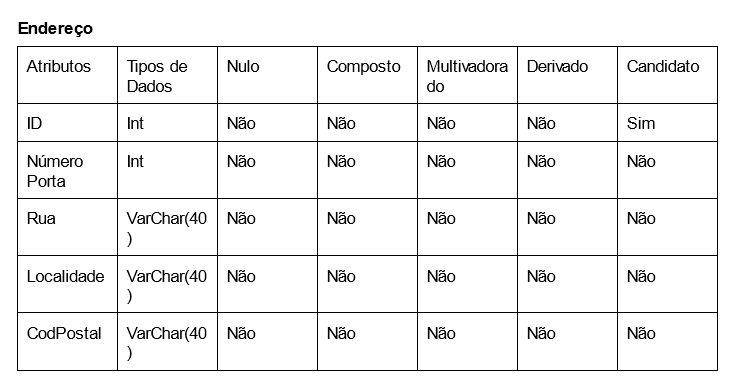 Endereço
Atributos Tipos de Dados Nulo Composto Multivadora do Derivado Candidato
ID Int Não Não Não Não Sim
Número Porta Int Não Não Não Não Não
Rua VarChar(40 ) Não Não Não Não Não
Localidade VarChar(40 ) Não Não Não Não Não
CodPostal VarChar(40 ) Não Não Não Não Não